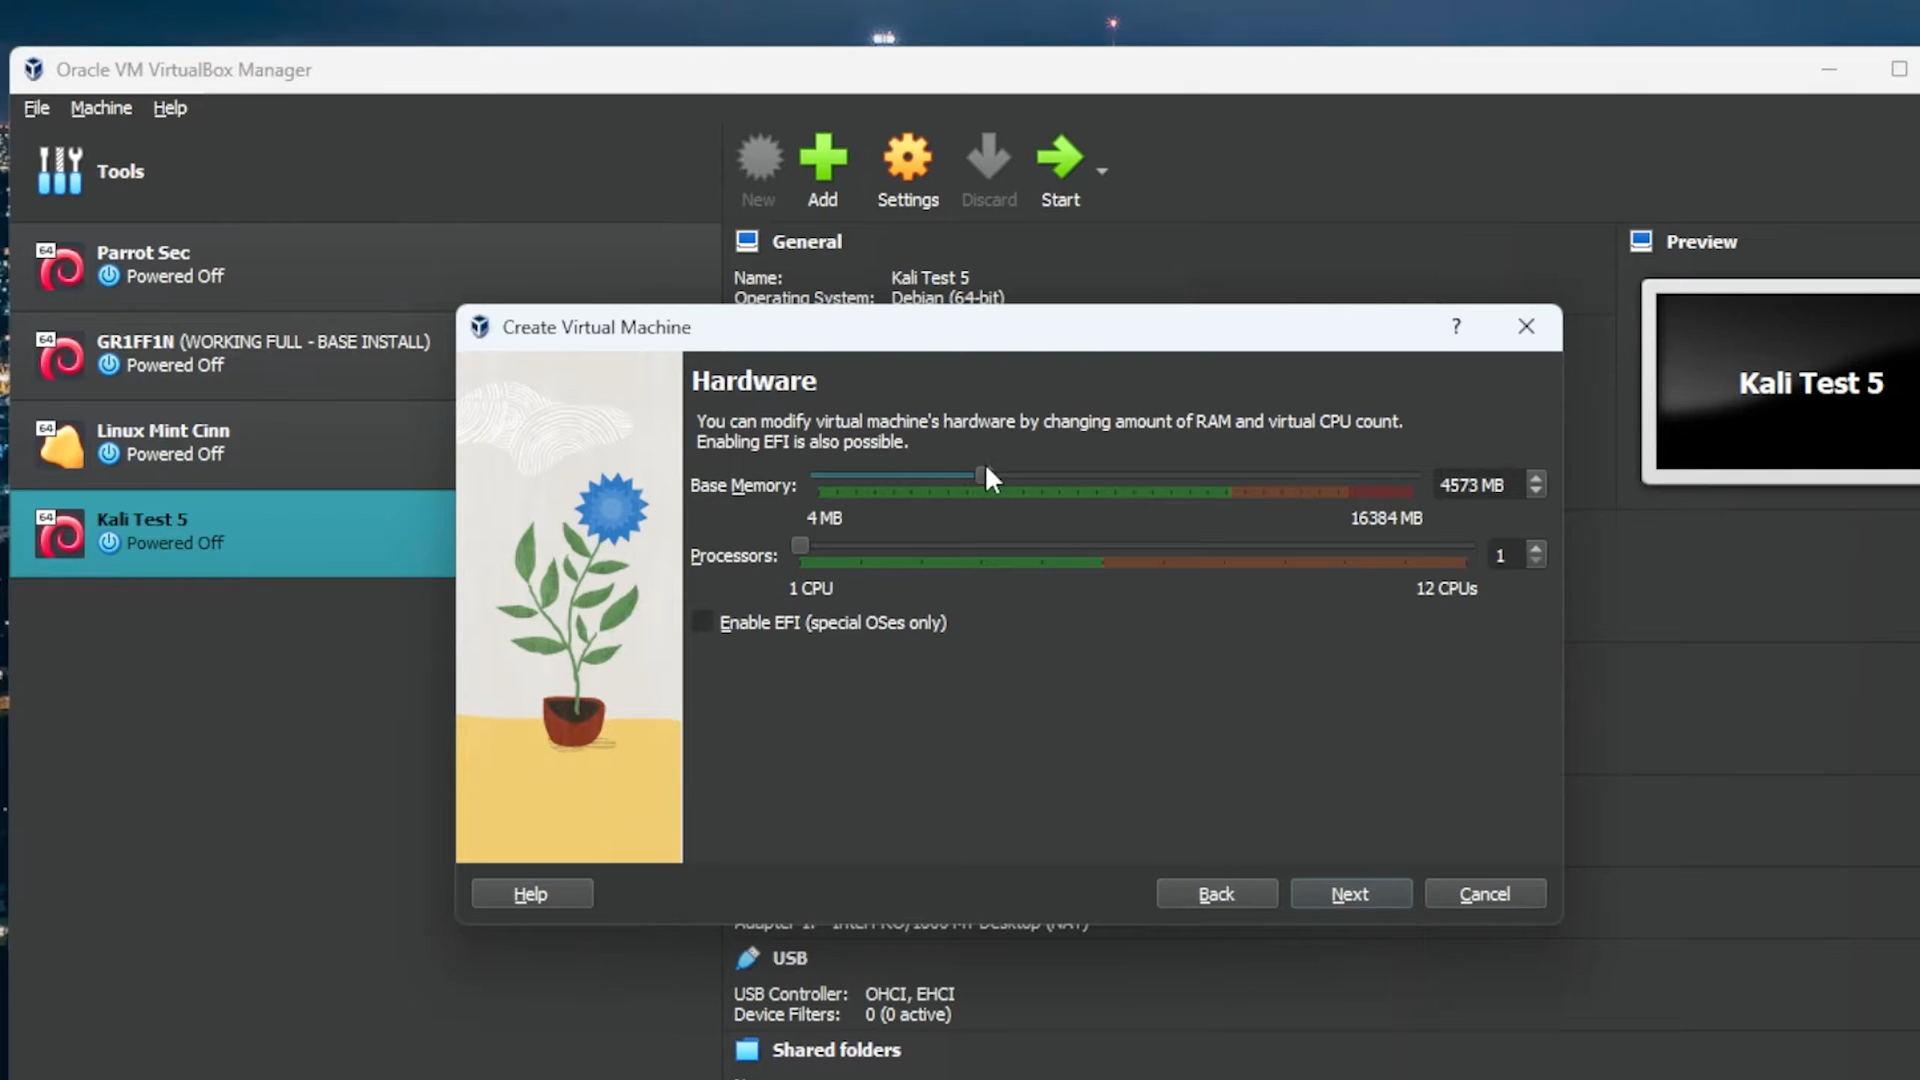 Oracle VM VirtualBox Manager
File Machine Help
Tools
New
Add
Settings
Discard
Start
64
Parrot Sec
Powered Off
64
GR1FF1N (WORKING FULL - BASE INSTALL)
Powered Off
64
Linux Mint Cinn
Powered Off
64
Kali Test 5
Powered Off
General
Name: Kali Test 5
Operating System: Debian (64-bit)
Preview
Kali Test 5
Create Virtual Machine
?
Hardware
You can modify virtual machine's hardware by changing amount of RAM and virtual CPU count.
Enabling EFI is also possible.
Base Memory: 4573 MB
4 MB 16384 MB
Processors: 1
1 CPU 12 CPUs
Enable EFI (special OSes only)
Help Back Next Cancel
Adapter 1: Intel PRO/1000 MT Desktop (NAT)
USB
USB Controller: OHCI, EHCI
Device Filters: 0 (0 active)
Shared folders